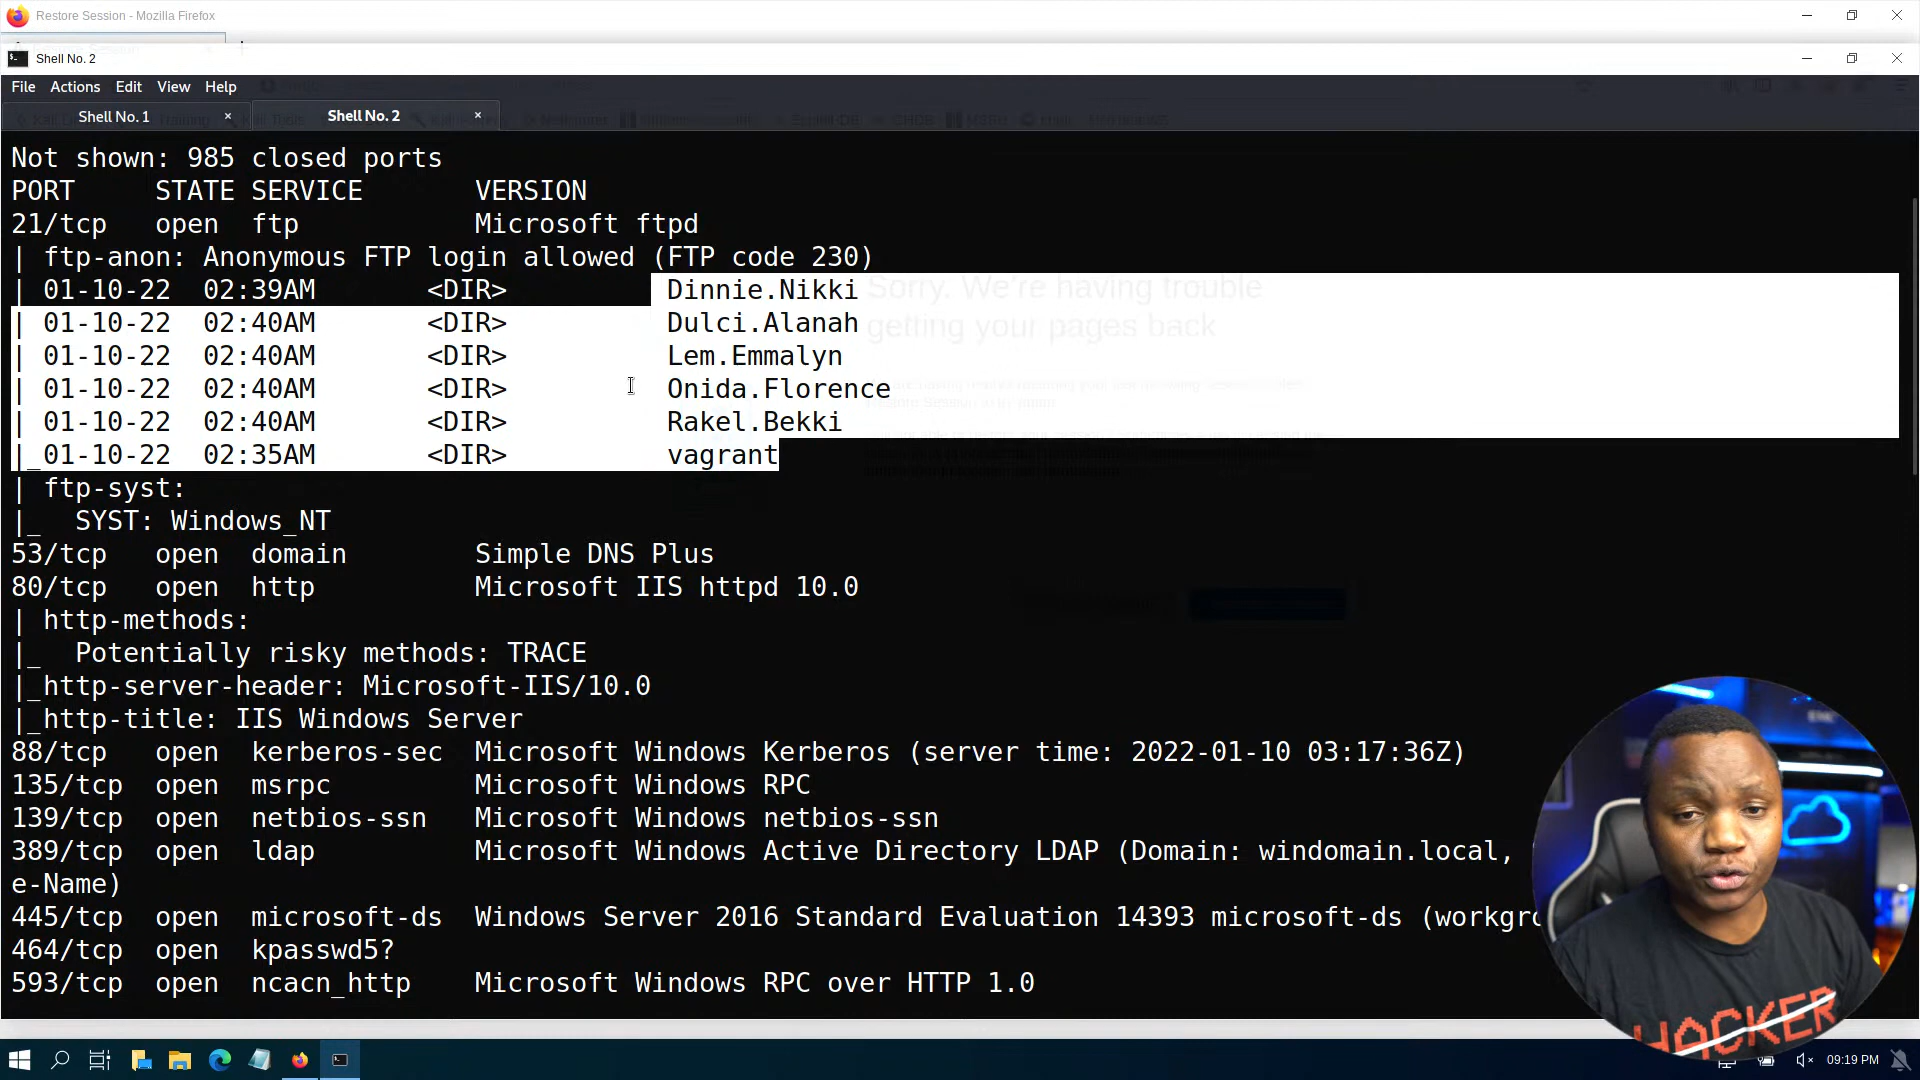 Restore Session - Mozilla Firefox
Shell No. 2
File Actions Edit View Help
Shell No. 1 × Shell No. 2 ×
Not shown: 985 closed ports
PORT STATE SERVICE VERSION
21/tcp open ftp Microsoft ftpd
| ftp-anon: Anonymous FTP login allowed (FTP code 230)
| 01-10-22 02:39AM <DIR> Dinnie.Nikki
| 01-10-22 02:40AM <DIR> Dulci.Alanah
| 01-10-22 02:40AM <DIR> Lem.Emmalyn
| 01-10-22 02:40AM <DIR> Onida.Florence
| 01-10-22 02:40AM <DIR> Rakel.Bekki
|_01-10-22 02:35AM <DIR> vagrant
Sorry. We're having trouble
getting your pages back
| ftp-syst:
|_ SYST: Windows_NT
53/tcp open domain Simple DNS Plus
80/tcp open http Microsoft IIS httpd 10.0
| http-methods:
|_ Potentially risky methods: TRACE
|_http-server-header: Microsoft-IIS/10.0
|_http-title: IIS Windows Server
88/tcp open kerberos-sec Microsoft Windows Kerberos (server time: 2022-01-10 03:17:36Z)
135/tcp open msrpc Microsoft Windows RPC
139/tcp open netbios-ssn Microsoft Windows netbios-ssn
389/tcp open ldap Microsoft Windows Active Directory LDAP (Domain: windomain.local,
e-Name)
445/tcp open microsoft-ds Windows Server 2016 Standard Evaluation 14393 microsoft-ds (workgro
464/tcp open kpasswd5?
593/tcp open ncacn_http Microsoft Windows RPC over HTTP 1.0
HACKER
09:19 PM